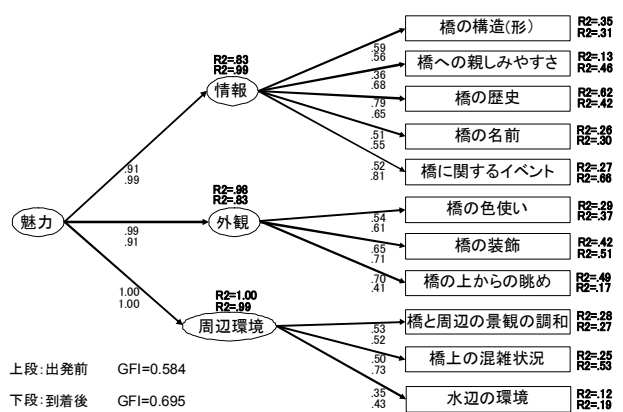 橋の構造(形)
R2=.35
R2=.31
.59
.56
橋への親しみやすさ
R2=.13
R2=.46
.36
.68
R2=.83
R2=.99
情報
橋の歴史
R2=.62
R2=.42
.79
.65
橋の名前
R2=.26
R2=.30
.51
.55
橋に関するイベント
R2=.27
R2=.66
.52
.81
.91
.99
R2=.98
R2=.83
魅力
外観
.99
.91
橋の色使い
R2=.29
R2=.37
.54
.61
橋の装飾
R2=.42
R2=.51
.65
.71
橋の上からの眺め
R2=.49
R2=.17
.70
.41
1.00
1.00
R2=1.00
R2=.99
周辺環境
橋と周辺の景観の調和
R2=.28
R2=.27
.53
.52
橋上の混雑状況
R2=.25
R2=.53
.50
.73
水辺の環境
R2=.12
R2=.19
.35
.43
上段:出発前 GFI=0.584
下段:到着後 GFI=0.695